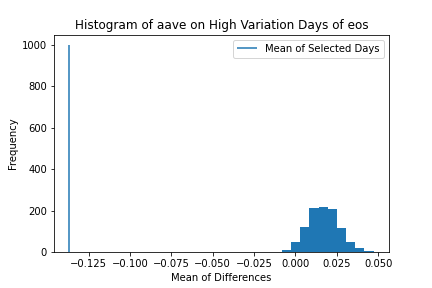 Histogram of aave on High Variation Days of eos
Mean of Selected Days
Frequency
1000
800
600
400
200
0
−0.125 −0.100 −0.075 −0.050 −0.025 0.000 0.025 0.050
Mean of Differences